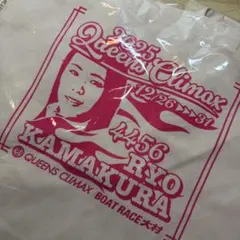 2025
Queens Climax
12/26▶▶▶31
4456
RYO
KAMAKURA
QUEENS CLIMAX BOAT RACE大村